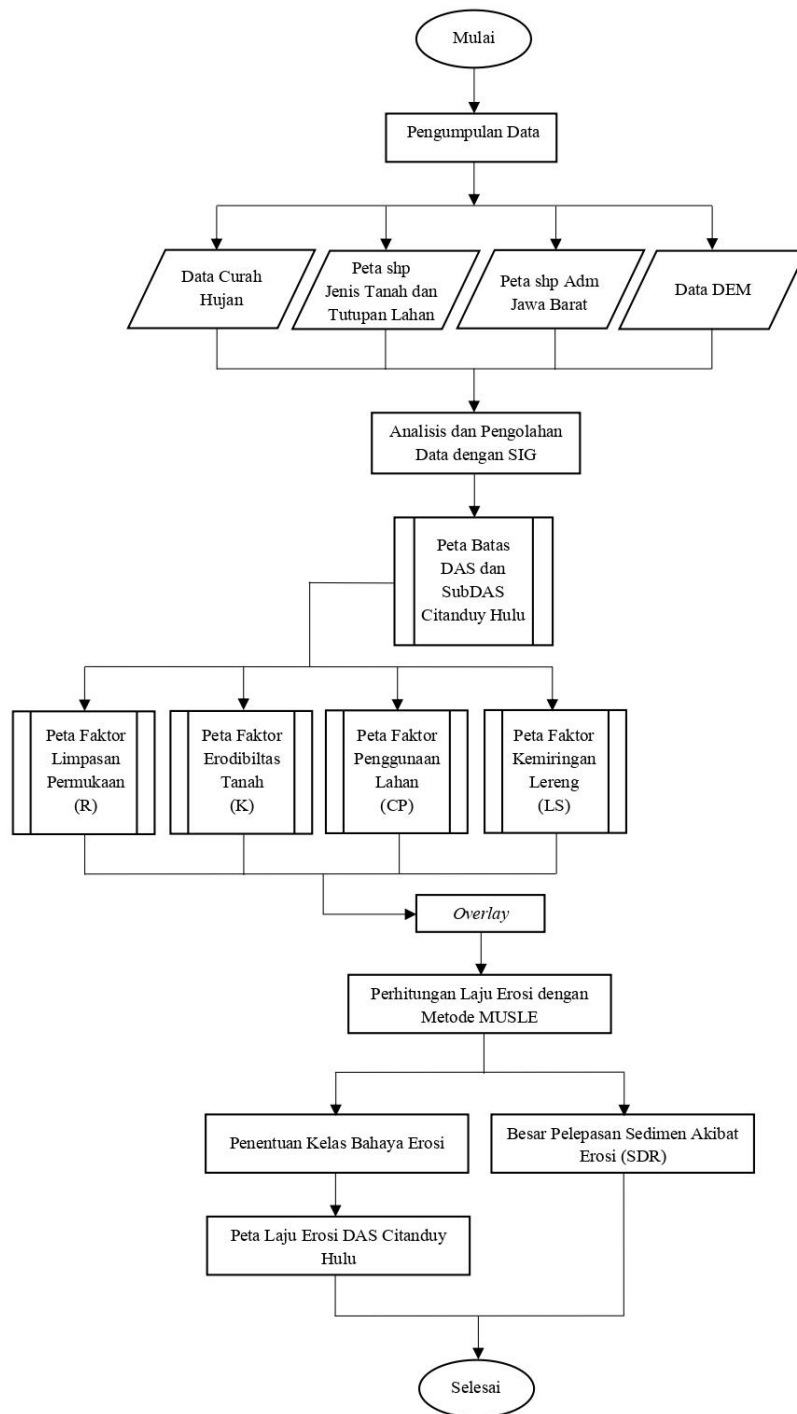 Mulai
Pengumpulan Data
Data Curah
Hujan
Peta shp
Jenis Tanah dan
Tutupan Lahan
Peta shp Adm
Jawa Barat
Data DEM
Analisis dan Pengolahan
Data dengan SIG
Peta Batas
DAS dan
SubDAS
Citanduy Hulu
Peta Faktor
Limpasan
Permukaan
(R)
Peta Faktor
Erodibiltas
Tanah
(K)
Peta Faktor
Penggunaan
Lahan
(CP)
Peta Faktor
Kemiringan
Lereng
(LS)
Overlay
Perhitungan Laju Erosi dengan
Metode MUSLE
Penentuan Kelas Bahaya Erosi
Besar Pelepasan Sedimen Akibat
Erosi (SDR)
Peta Laju Erosi DAS Citanduy
Hulu
Selesai